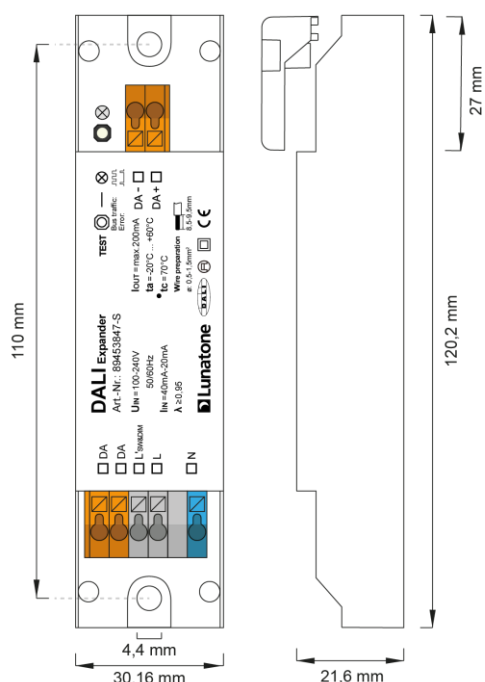 27 mm
110 mm
120,2 mm
TEST
Bus traffic:
Error:
DA -
DA +
IOUT =max.200mA
ta =-20°C ... +60°C
tc =70°C
Wire preparation
8,5-9,5mm
ø: 0,5-1,5mm²
DALI Expander
Art.-Nr.: 89453847-S
UIN =100-240V
50/60Hz
IIN =40mA-20mA
λ ≥0,95
DALI
CE
Lunatone
DA
DA
L'SW&DIM
L
N
4,4 mm
30,16 mm
21,6 mm